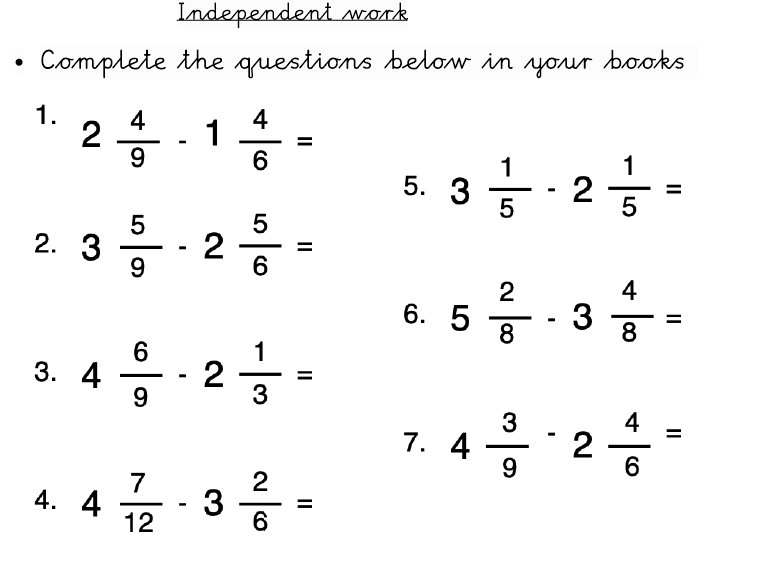 Independent work
• Complete the questions below in your books
1. 2 4/9 - 1 4/6 =
2. 3 5/9 - 2 5/6 =
3. 4 6/9 - 2 1/3 =
4. 4 7/12 - 3 2/6 =
5. 3 1/5 - 2 1/5 =
6. 5 2/8 - 3 4/8 =
7. 4 3/9 - 2 4/6 =